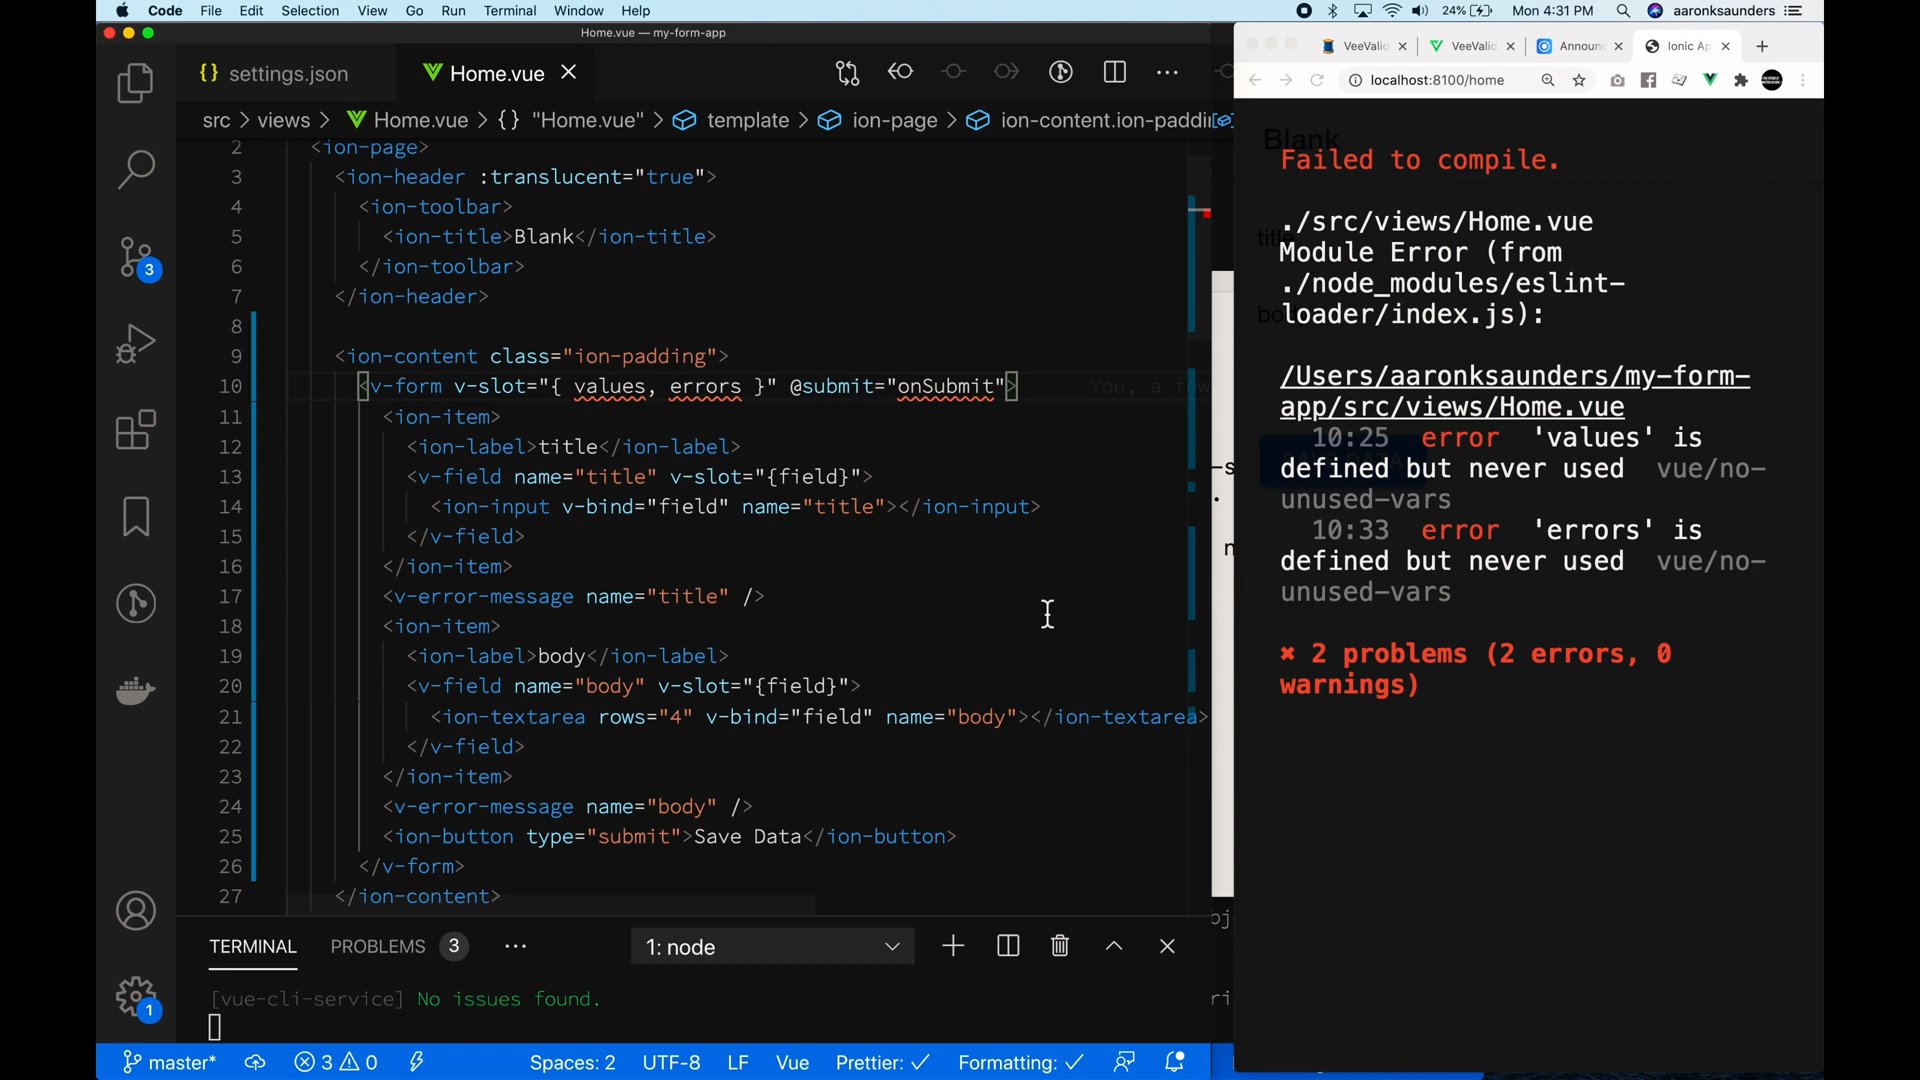 Code File Edit Selection View Go Run Terminal Window Help 24% Mon 4:31 PM aaronksaunders
Home.vue — my-form-app
{} settings.json Home.vue
src > views > Home.vue > {} "Home.vue" > template > ion-page > ion-content.ion-paddi
2 <ion-page>
3 <ion-header :translucent="true">
4 <ion-toolbar>
5 <ion-title>Blank</ion-title>
6 </ion-toolbar>
7 </ion-header>
8
9 <ion-content class="ion-padding">
10 <v-form v-slot="{ values, errors }" @submit="onSubmit"> You, a few
11 <ion-item>
12 <ion-label>title</ion-label>
13 <v-field name="title" v-slot="{field}">
14 <ion-input v-bind="field" name="title"></ion-input>
15 </v-field>
16 </ion-item>
17 <v-error-message name="title" />
18 <ion-item>
19 <ion-label>body</ion-label>
20 <v-field name="body" v-slot="{field}">
21 <ion-textarea rows="4" v-bind="field" name="body"></ion-textarea>
22 </v-field>
23 </ion-item>
24 <v-error-message name="body" />
25 <ion-button type="submit">Save Data</ion-button>
26 </v-form>
27 </ion-content>
3
1
TERMINAL PROBLEMS 3 ... 1: node
[vue-cli-service] No issues found.
master* 3 0 Spaces: 2 UTF-8 LF Vue Prettier: ✓ Formatting: ✓
VeeValid VeeValid Announc Ionic Ap
localhost:8100/home
Blank
Failed to compile.
./src/views/Home.vue
title
Module Error (from
./node_modules/eslint-
loader/index.js):
/Users/aaronksaunders/my-form-
app/src/views/Home.vue
10:25 error 'values' is
defined but never used vue/no-
unused-vars
10:33 error 'errors' is
defined but never used vue/no-
unused-vars
✖ 2 problems (2 errors, 0
warnings)